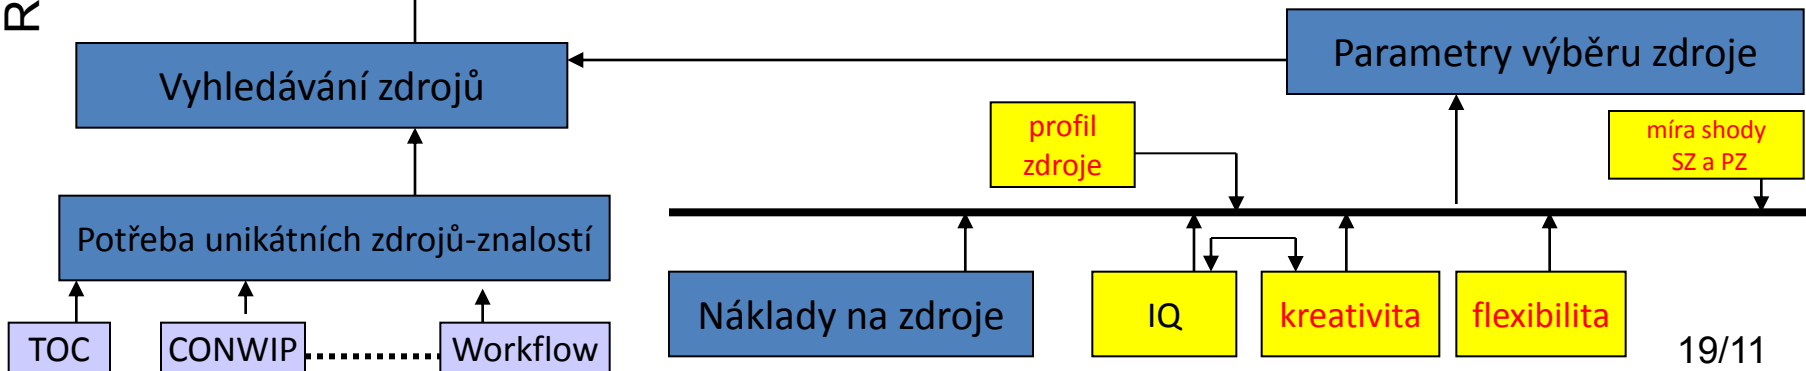 R
Vyhledávání zdrojů
Parametry výběru zdroje
profil
zdroje
míra shody
SZ a PZ
Potřeba unikátních zdrojů-znalostí
Náklady na zdroje
IQ
kreativita
flexibilita
TOC
CONWIP
Workflow
19/11